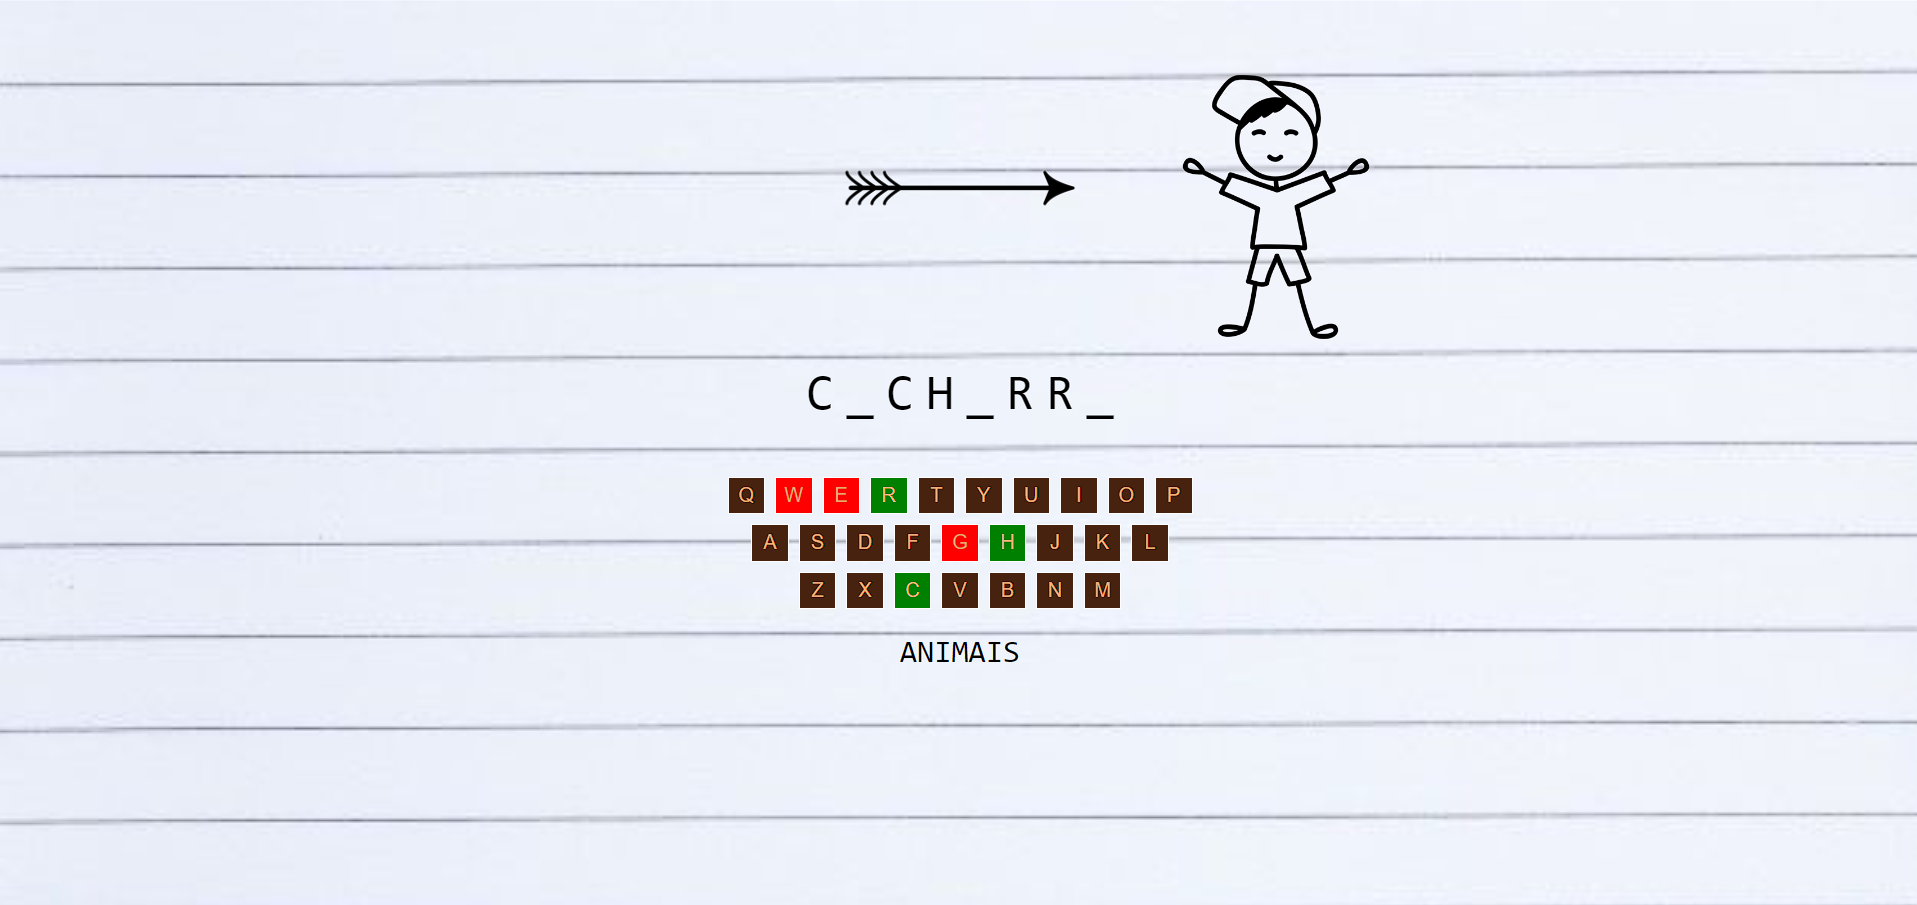 C _ C H _ R R _
Q W E R T Y U I O P
A S D F G H J K L
Z X C V B N M
ANIMAIS